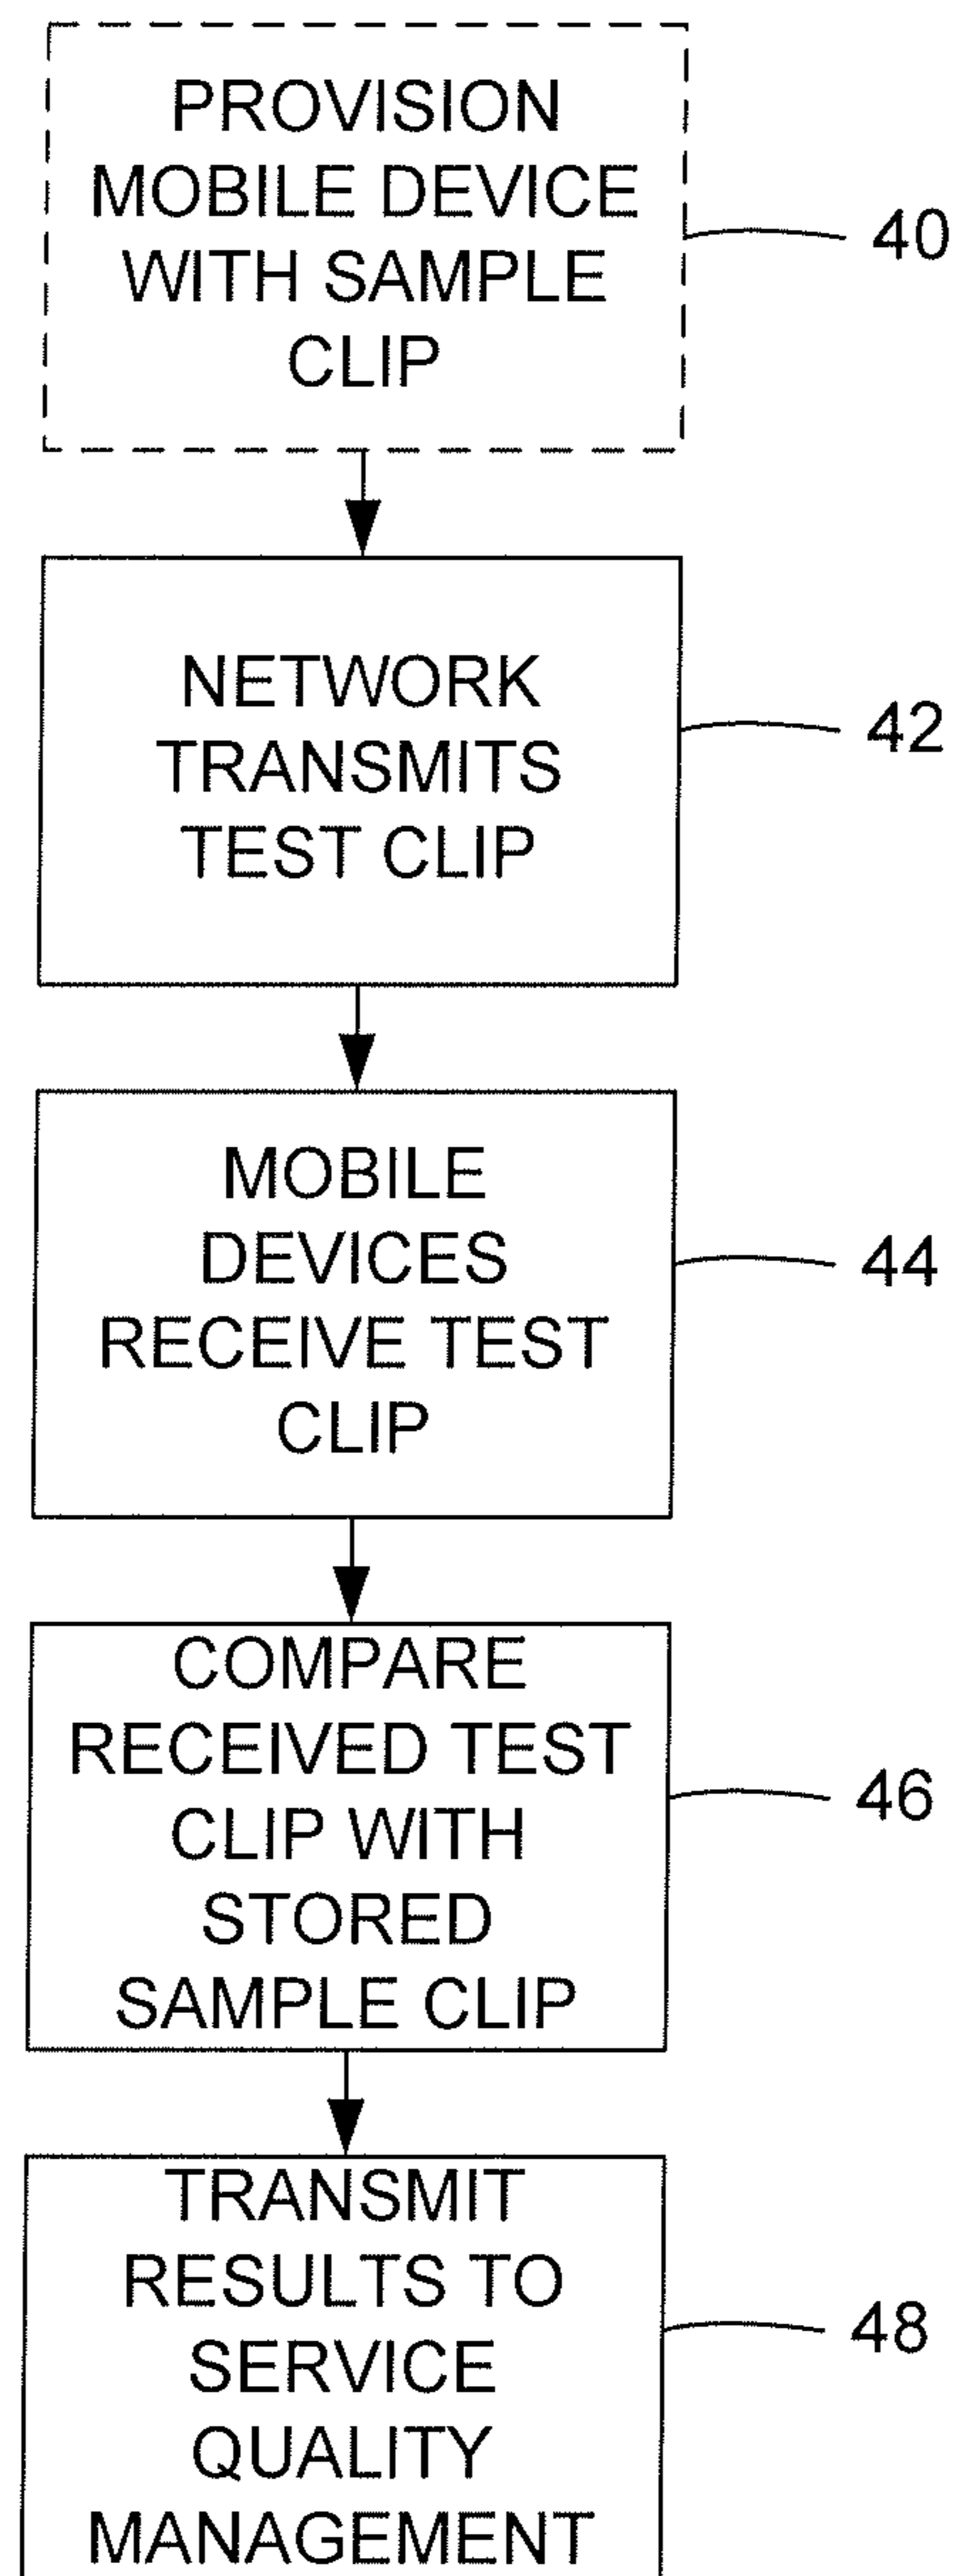 PROVISION
MOBILE DEVICE
WITH SAMPLE
CLIP
40
NETWORK
TRANSMITS
TEST CLIP
42
MOBILE
DEVICES
RECEIVE TEST
CLIP
44
COMPARE
RECEIVED TEST
CLIP WITH
STORED
SAMPLE CLIP
46
TRANSMIT
RESULTS TO
SERVICE
QUALITY
MANAGEMENT
48